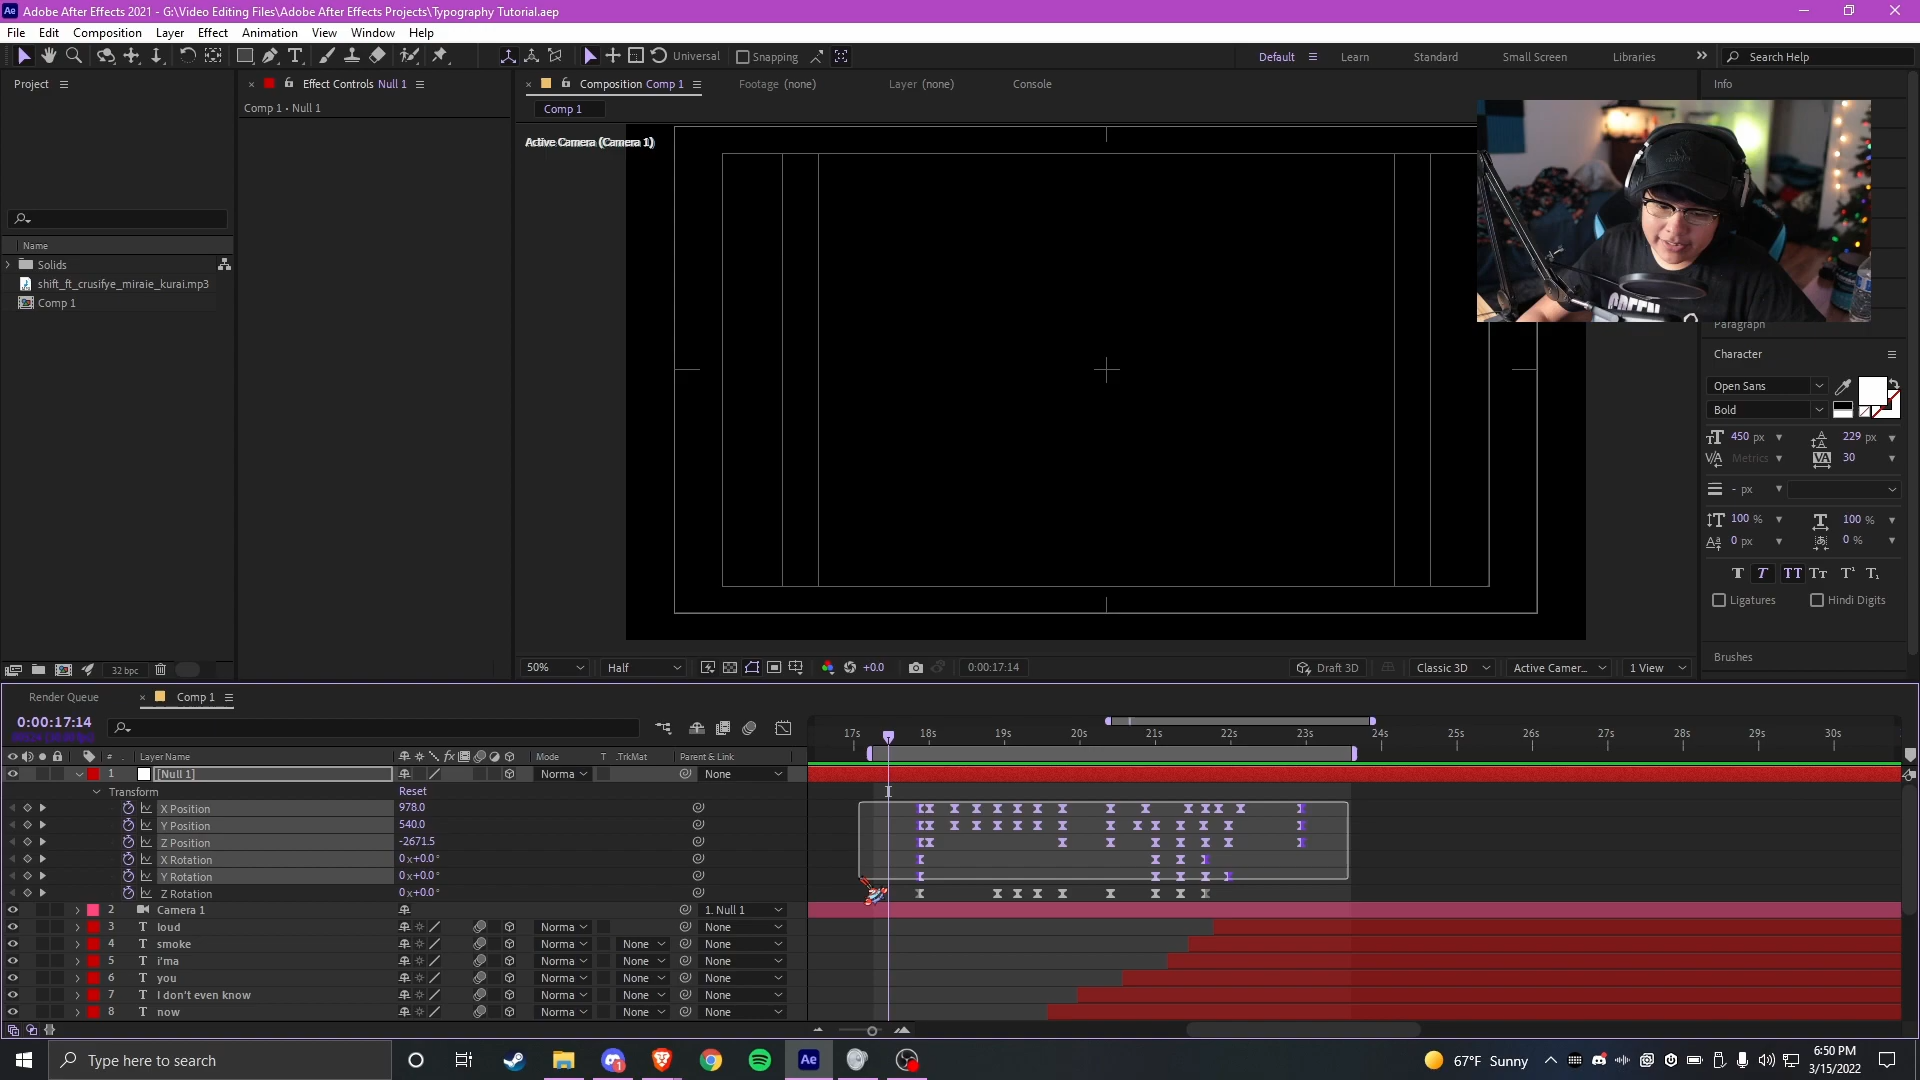 Adobe After Effects 2021 - G:\Video Editing Files\Adobe After Effects Projects\Typography Tutorial.aep
File Edit Composition Layer Effect Animation View Window Help
Universal Snapping Default Learn Standard Small Screen Libraries Search Help
Project Effect Controls Null 1 Composition Comp 1 Footage (none) Layer (none) Console Info
Comp 1 • Null 1
Comp 1
Active Camera (Camera 1)
Name
Solids
shift_ft_crusifye_miraie_kurai.mp3
Comp 1
GREEN
Paragraph
Character
Open Sans
Bold
450 px 229 px
Metrics 30
- px
100 % 100 %
0 px 0 %
Ligatures Hindi Digits
Brushes
32 bpc
50% Half +0.0 0:00:17:14 Draft 3D Classic 3D Active Camer... 1 View
Render Queue Comp 1
0:00:17:14
17s 18s 19s 20s 21s 22s 23s 24s 25s 26s 27s 28s 29s 30s
# Layer Name Mode T .TrkMat Parent & Link
1 [Null 1] Norma None
Transform Reset
X Position 978.0
Y Position 540.0
Z Position -2671.5
X Rotation 0 x+0.0°
Y Rotation 0 x+0.0°
Z Rotation 0 x+0.0°
2 Camera 1 1. Null 1
3 T loud Norma None
4 T smoke Norma None None
5 T i'ma Norma None None
6 T you Norma None None
7 T I don't even know Norma None None
8 T now Norma None None
Type here to search
Ae
67°F Sunny
6:50 PM
3/15/2022